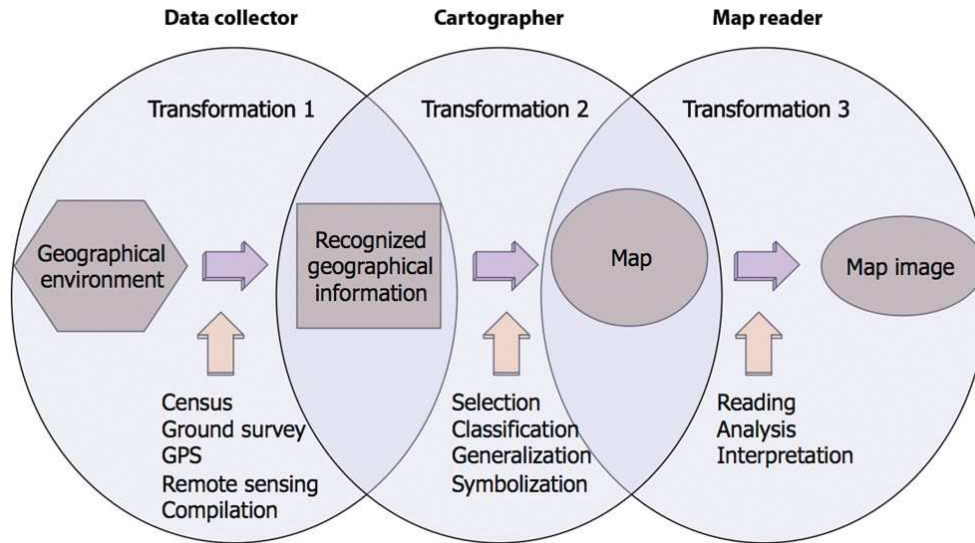 Data collector
Cartographer
Map reader
Transformation 1
Transformation 2
Transformation 3
Geographical
environment
Recognized
geographical
information
Map
Map image
Census
Ground survey
GPS
Remote sensing
Compilation
Selection
Classification
Generalization
Symbolization
Reading
Analysis
Interpretation